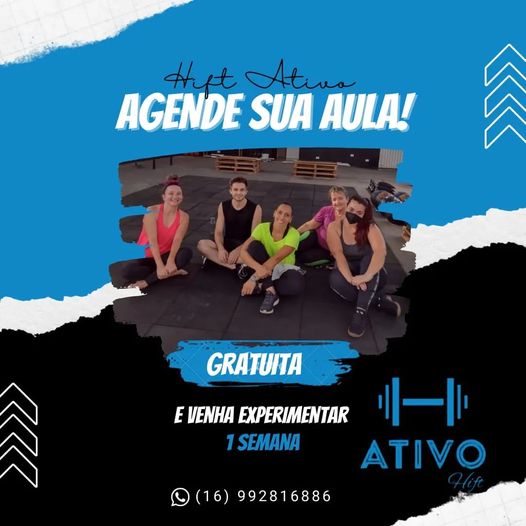 Hift Ativo
AGENDE SUA AULA!
GRATUITA
E VENHA EXPERIMENTAR
1 SEMANA
ATIVO
Hift
(16) 992816886